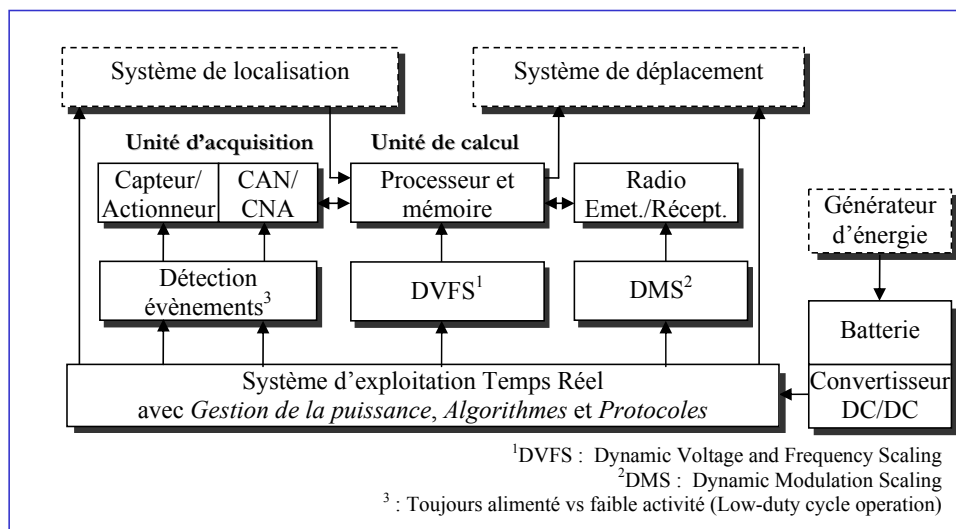 Système de localisation
Système de déplacement
Unité d'acquisition
Unité de calcul
Capteur/
Actionneur
CAN/
CNA
Processeur et
mémoire
Radio
Emet./Récept.
Générateur
d'énergie
Détection
évènements³
DVFS¹
DMS²
Batterie
Système d'exploitation Temps Réel
avec Gestion de la puissance, Algorithmes et Protocoles
Convertisseur
DC/DC
¹DVFS : Dynamic Voltage and Frequency Scaling
²DMS : Dynamic Modulation Scaling
³ : Toujours alimenté vs faible activité (Low-duty cycle operation)